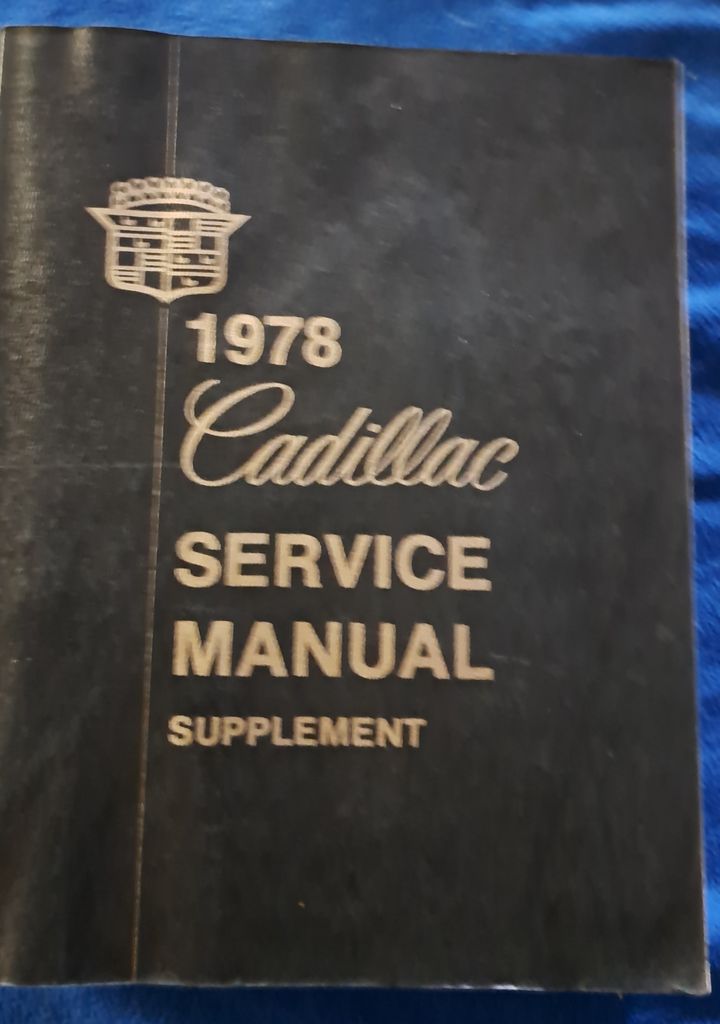 1978
Cadillac
SERVICE
MANUAL
SUPPLEMENT